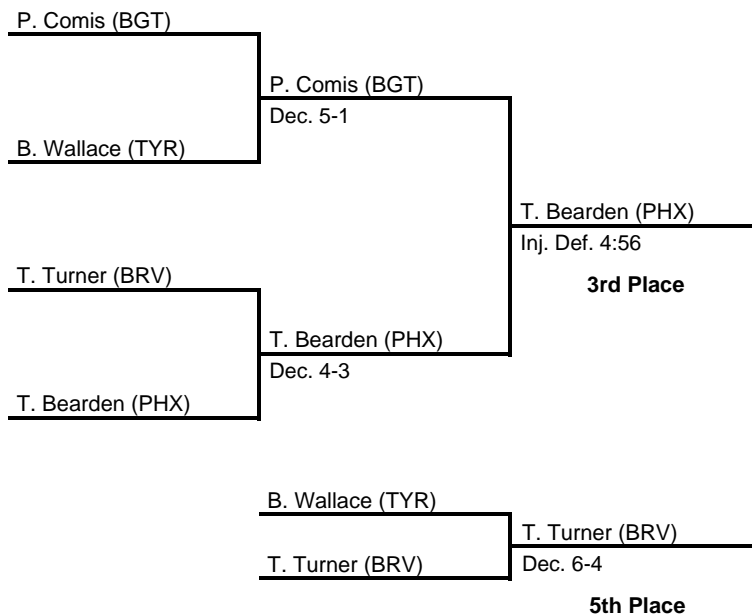 P. Comis (BGT)
P. Comis (BGT)
Dec. 5-1
B. Wallace (TYR)
T. Bearden (PHX)
Inj. Def. 4:56
3rd Place
T. Turner (BRV)
T. Bearden (PHX)
Dec. 4-3
T. Bearden (PHX)
B. Wallace (TYR)
T. Turner (BRV)
Dec. 6-4
T. Turner (BRV)
5th Place